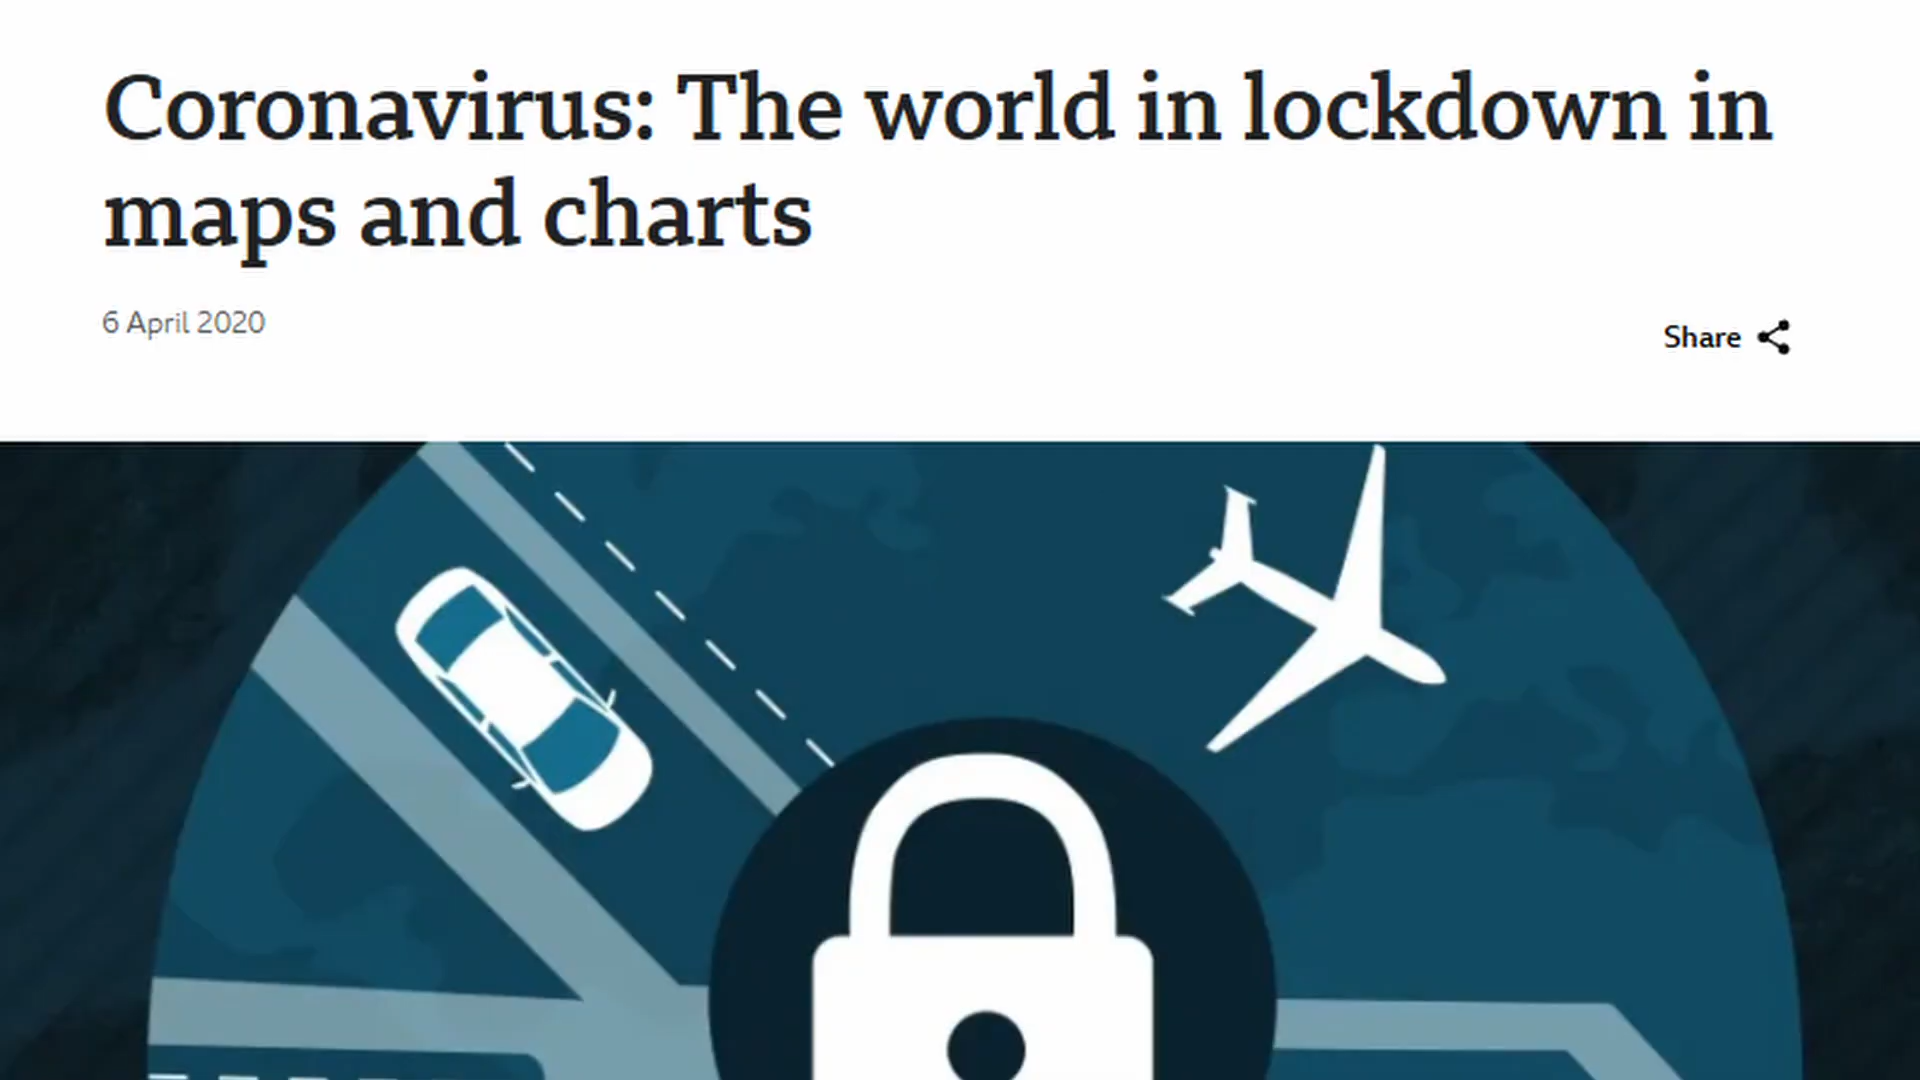 Coronavirus: The world in lockdown in
maps and charts
6 April 2020
Share